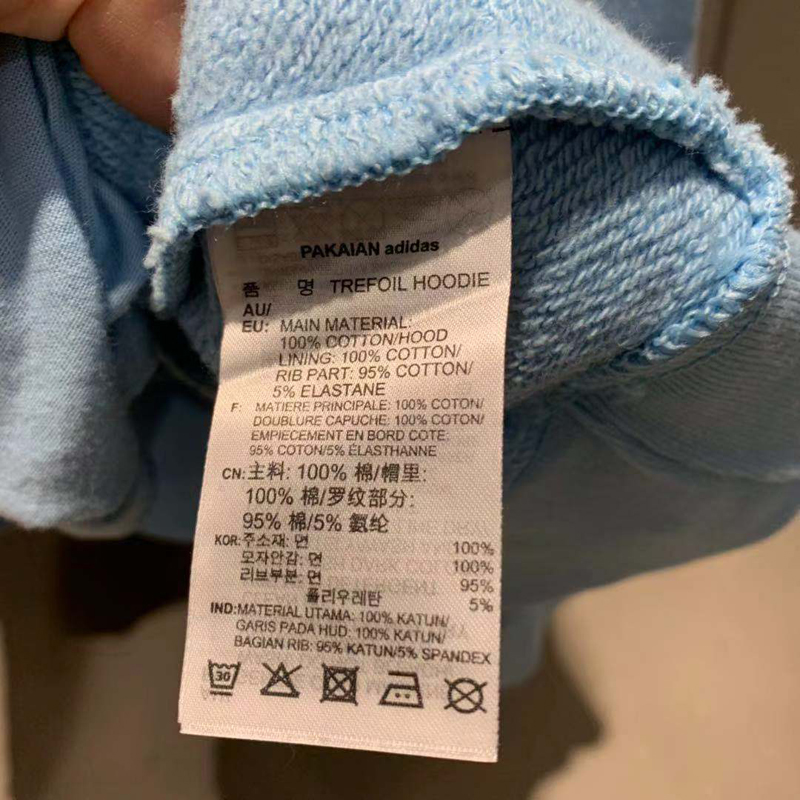 PAKAIAN adidas
품 명 TREFOIL HOODIE
AU/
EU: MAIN MATERIAL:
100% COTTON/HOOD
LINING: 100% COTTON/
RIB PART: 95% COTTON/
5% ELASTANE
F: MATIERE PRINCIPALE: 100% COTON/
DOUBLURE CAPUCHE: 100% COTON/
EMPIECEMENT EN BORD COTE:
95% COTON/5% ÉLASTHANNE
CN: 主料: 100% 棉/帽里:
100% 棉/罗纹部分:
95% 棉/5% 氨纶
KOR: 주소재: 면 100%
모자안감: 면 100%
리브부분: 면 95%
폴리우레탄 5%
IND: MATERIAL UTAMA: 100% KATUN/
GARIS PADA HUD: 100% KATUN/
BAGIAN RIB: 95% KATUN/5% SPANDEX
30